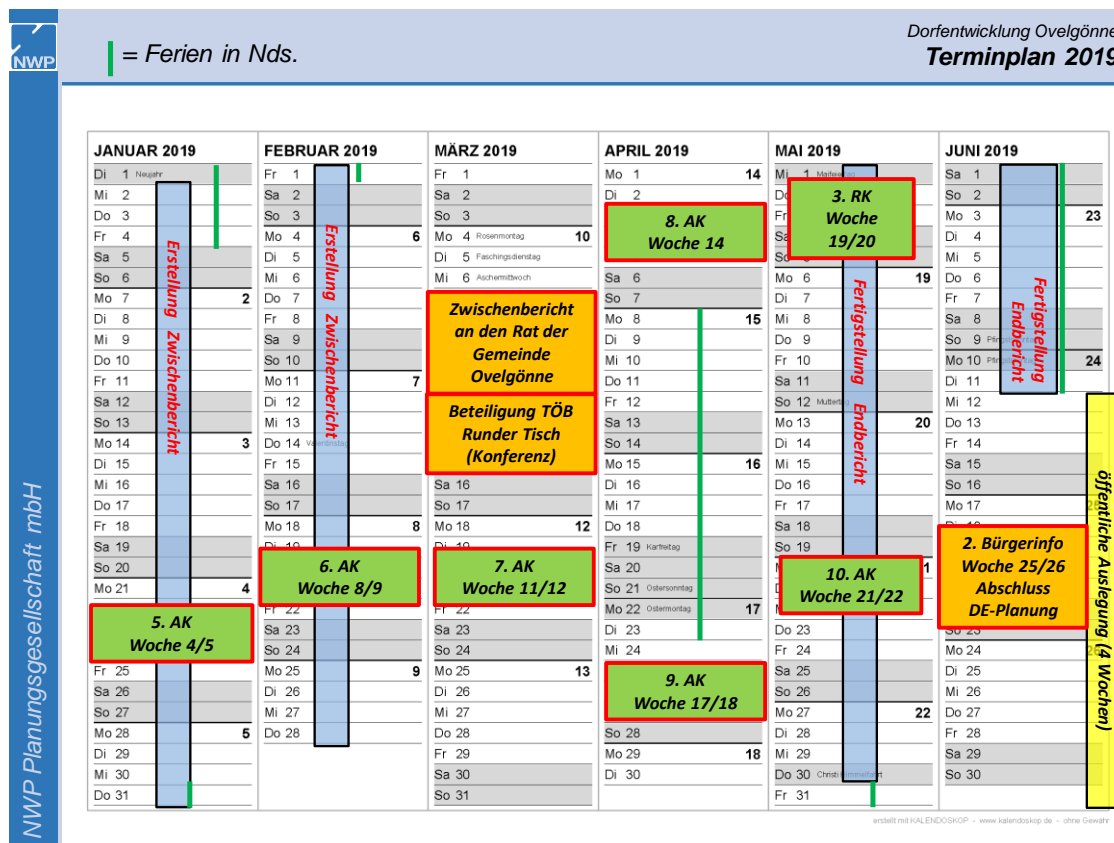 NWP
= Ferien in Nds.
Dorfentwicklung Ovelgönne
Terminplan 2019
NWP Planungsgesellschaft mbH
JANUAR 2019
Di 1 Neujahr
Mi 2
Do 3
Fr 4
Sa 5
So 6
Mo 7 2
Di 8
Mi 9
Do 10
Fr 11
Sa 12
So 13
Mo 14 3
Di 15
Mi 16
Do 17
Fr 18
Sa 19
So 20
Mo 21 4
5. AK
Woche 4/5
Fr 25
Sa 26
So 27
Mo 28 5
Di 29
Mi 30
Do 31
Erstellung Zwischenbericht
FEBRUAR 2019
Fr 1
Sa 2
So 3
Mo 4 6
Di 5
Mi 6
Do 7
Fr 8
Sa 9
So 10
Mo 11 7
Di 12
Mi 13
Do 14 Valentinstag
Fr 15
Sa 16
So 17
Mo 18 8
Di 19
6. AK
Woche 8/9
Fr 22
Sa 23
So 24
Mo 25 9
Di 26
Mi 27
Do 28
Erstellung Zwischenbericht
MÄRZ 2019
Fr 1
Sa 2
So 3
Mo 4 Rosenmontag 10
Di 5 Faschingsdienstag
Mi 6 Aschermittwoch
Zwischenbericht
an den Rat der
Gemeinde
Ovelgönne
Beteiligung TÖB
Runder Tisch
(Konferenz)
Sa 16
So 17
Mo 18 12
Di 19
7. AK
Woche 11/12
Fr 22
Sa 23
So 24
Mo 25 13
Di 26
Mi 27
Do 28
Fr 29
Sa 30
So 31
APRIL 2019
Mo 1 14
Di 2
8. AK
Woche 14
Sa 6
So 7
Mo 8 15
Di 9
Mi 10
Do 11
Fr 12
Sa 13
So 14
Mo 15 16
Di 16
Mi 17
Do 18
Fr 19 Karfreitag
Sa 20
So 21 Ostersonntag
Mo 22 Ostermontag 17
Di 23
Mi 24
9. AK
Woche 17/18
So 28
Mo 29 18
Di 30
MAI 2019
Mi 1 Maifeiertag
3. RK
Woche
19/20
Mo 6 19
Di 7
Mi 8
Do 9
Fr 10
Sa 11
So 12 Muttertag
Mo 13 20
Di 14
Mi 15
Do 16
Fr 17
Sa 18
So 19
10. AK
Woche 21/22
Do 23
Fr 24
Sa 25
So 26
Mo 27 22
Di 28
Mi 29
Do 30 Christi Himmelfahrt
Fr 31
Fertigstellung Endbericht
JUNI 2019
Sa 1
So 2
Mo 3 23
Di 4
Mi 5
Do 6
Fr 7
Sa 8
So 9
Mo 10 24
Di 11
Mi 12
Do 13
Fr 14
Sa 15
So 16
Mo 17
2. Bürgerinfo
Woche 25/26
Abschluss
DE-Planung
So 23
Mo 24
Di 25
Mi 26
Do 27
Fr 28
Sa 29
So 30
Fertigstellung
Endbericht
öffentliche Auslegung (4 Wochen)
erstellt mit KALENDOSKOP - www.kalendoskop.de - ohne Gewähr